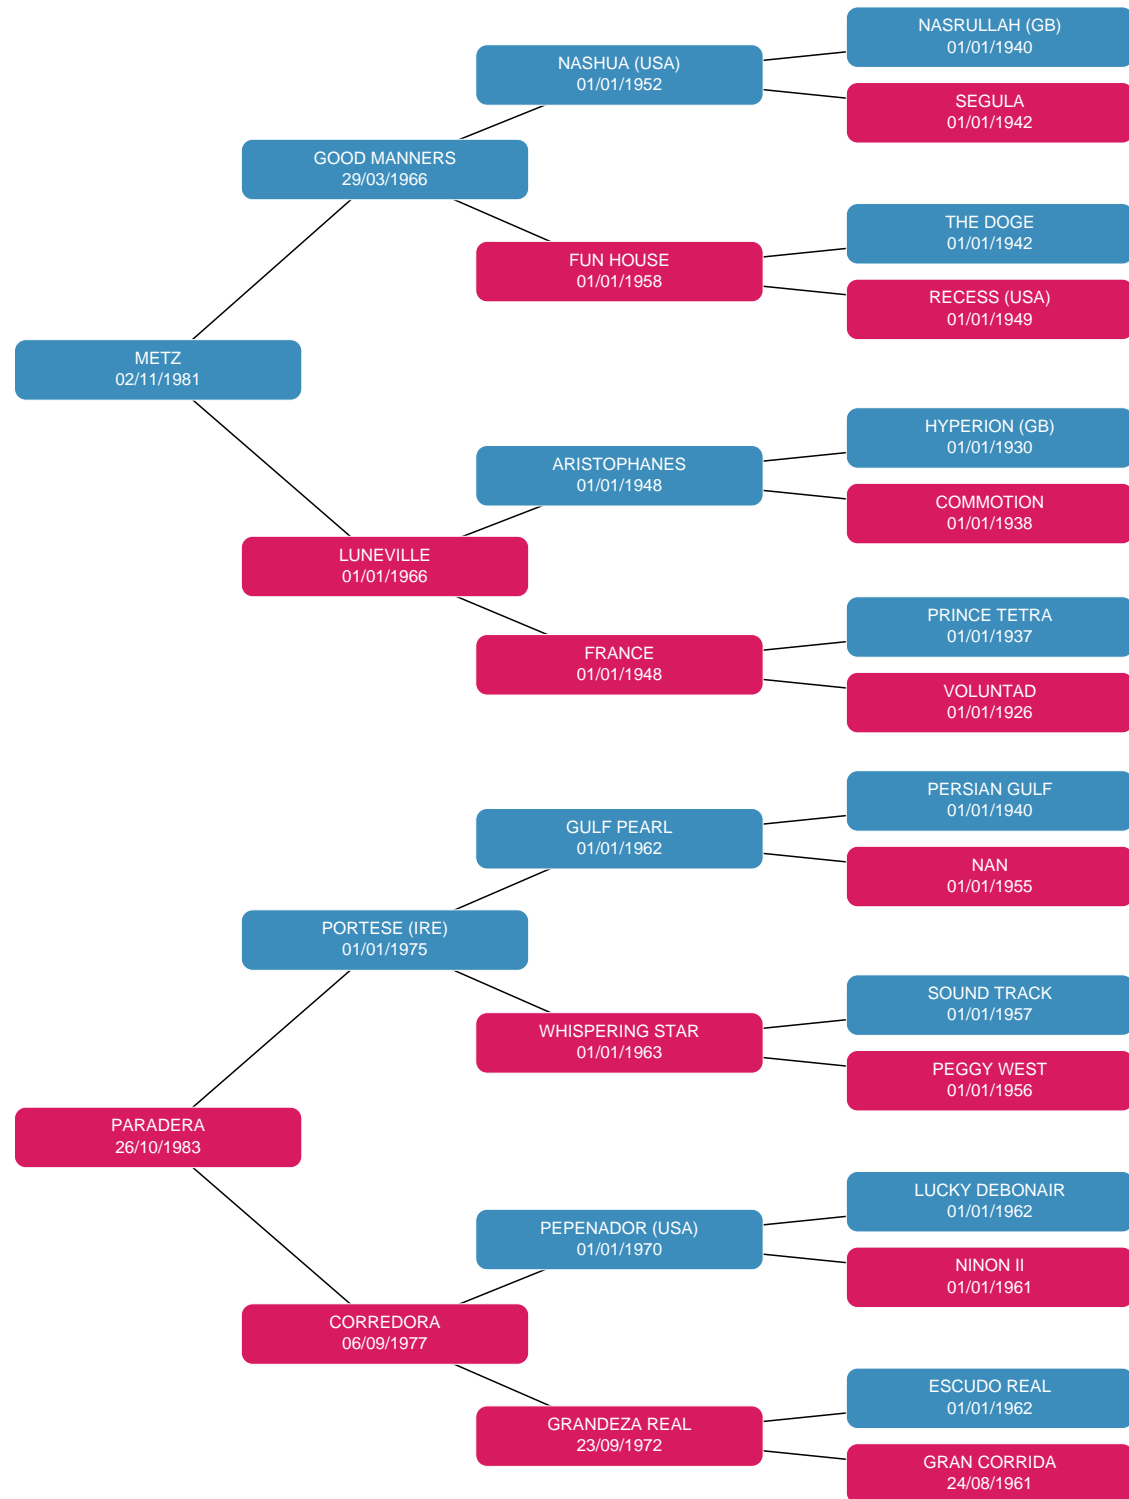 NASRULLAH (GB)
01/01/1940
NASHUA (USA)
01/01/1952
SEGULA
01/01/1942
GOOD MANNERS
29/03/1966
THE DOGE
01/01/1942
FUN HOUSE
01/01/1958
RECESS (USA)
01/01/1949
METZ
02/11/1981
HYPERION (GB)
01/01/1930
ARISTOPHANES
01/01/1948
COMMOTION
01/01/1938
LUNEVILLE
01/01/1966
PRINCE TETRA
01/01/1937
FRANCE
01/01/1948
VOLUNTAD
01/01/1926
PERSIAN GULF
01/01/1940
GULF PEARL
01/01/1962
NAN
01/01/1955
PORTESE (IRE)
01/01/1975
SOUND TRACK
01/01/1957
WHISPERING STAR
01/01/1963
PEGGY WEST
01/01/1956
PARADERA
26/10/1983
LUCKY DEBONAIR
01/01/1962
PEPENADOR (USA)
01/01/1970
NINON II
01/01/1961
CORREDORA
06/09/1977
ESCUDO REAL
01/01/1962
GRANDEZA REAL
23/09/1972
GRAN CORRIDA
24/08/1961